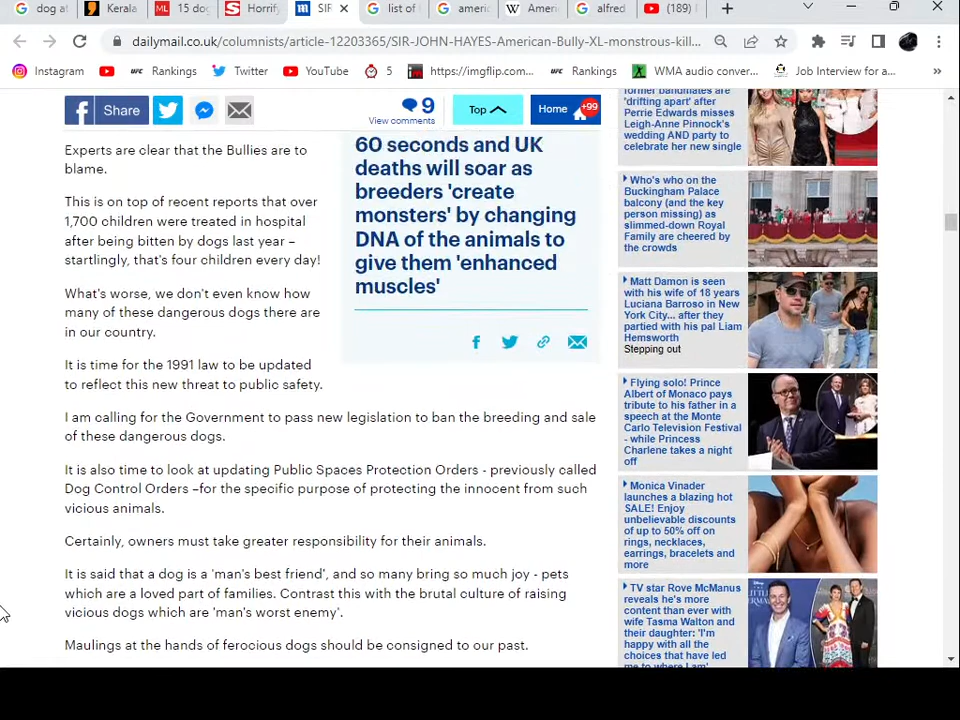 dog at
Kerala
15 dog
Horrify
SIR
list of
americ
Ameri
alfred
(189)
dailymail.co.uk/columnists/article-12203365/SIR-JOHN-HAYES-American-Bully-XL-monstrous-kill...
Instagram
Rankings
Twitter
YouTube
5
https://imgflip.com...
Rankings
WMA audio conver...
Job Interview for a...
»
Share
9
View comments
Top
Home
+99
Experts are clear that the Bullies are to
blame.
This is on top of recent reports that over
1,700 children were treated in hospital
after being bitten by dogs last year –
startlingly, that's four children every day!
What's worse, we don't even know how
many of these dangerous dogs there are
in our country.
It is time for the 1991 law to be updated
to reflect this new threat to public safety.
I am calling for the Government to pass new legislation to ban the breeding and sale
of these dangerous dogs.
It is also time to look at updating Public Spaces Protection Orders - previously called
Dog Control Orders –for the specific purpose of protecting the innocent from such
vicious animals.
Certainly, owners must take greater responsibility for their animals.
It is said that a dog is a 'man's best friend', and so many bring so much joy - pets
which are a loved part of families. Contrast this with the brutal culture of raising
vicious dogs which are 'man's worst enemy'.
Maulings at the hands of ferocious dogs should be consigned to our past.
60 seconds and UK
deaths will soar as
breeders 'create
monsters' by changing
DNA of the animals to
give them 'enhanced
muscles'
former bandmates are
'drifting apart' after
Perrie Edwards misses
Leigh-Anne Pinnock's
wedding AND party to
celebrate her new single
Who's who on the
Buckingham Palace
balcony (and the key
person missing) as
slimmed-down Royal
Family are cheered by
the crowds
Matt Damon is seen
with his wife of 18 years
Luciana Barroso in New
York City... after they
partied with his pal Liam
Hemsworth
Stepping out
Flying solo! Prince
Albert of Monaco pays
tribute to his father in a
speech at the Monte
Carlo Television Festival
- while Princess
Charlene takes a night
off
Monica Vinader
launches a blazing hot
SALE! Enjoy
unbelievable discounts
of up to 50% off on
rings, necklaces,
earrings, bracelets and
more
TV star Rove McManus
reveals he's more
content than ever with
wife Tasma Walton and
their daughter: 'I'm
happy with all the
choices that have led
me to where I am'